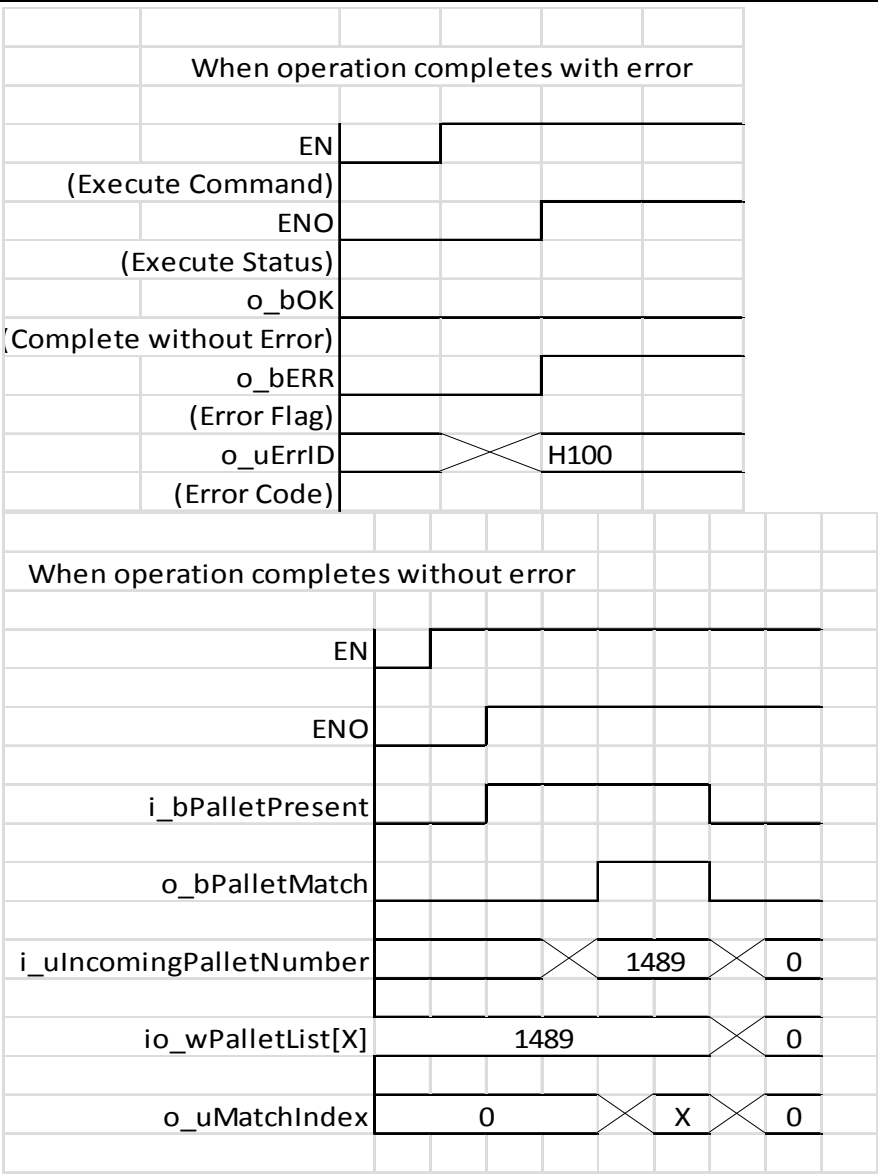 When operation completes with error
EN
(Execute Command)
ENO
(Execute Status)
o_bOK
(Complete without Error)
o_bERR
(Error Flag)
o_uErrID H100
(Error Code)
When operation completes without error
EN
ENO
i_bPalletPresent
o_bPalletMatch
i_uIncomingPalletNumber 1489 0
io_wPalletList[X] 1489 0
o_uMatchIndex 0 X 0